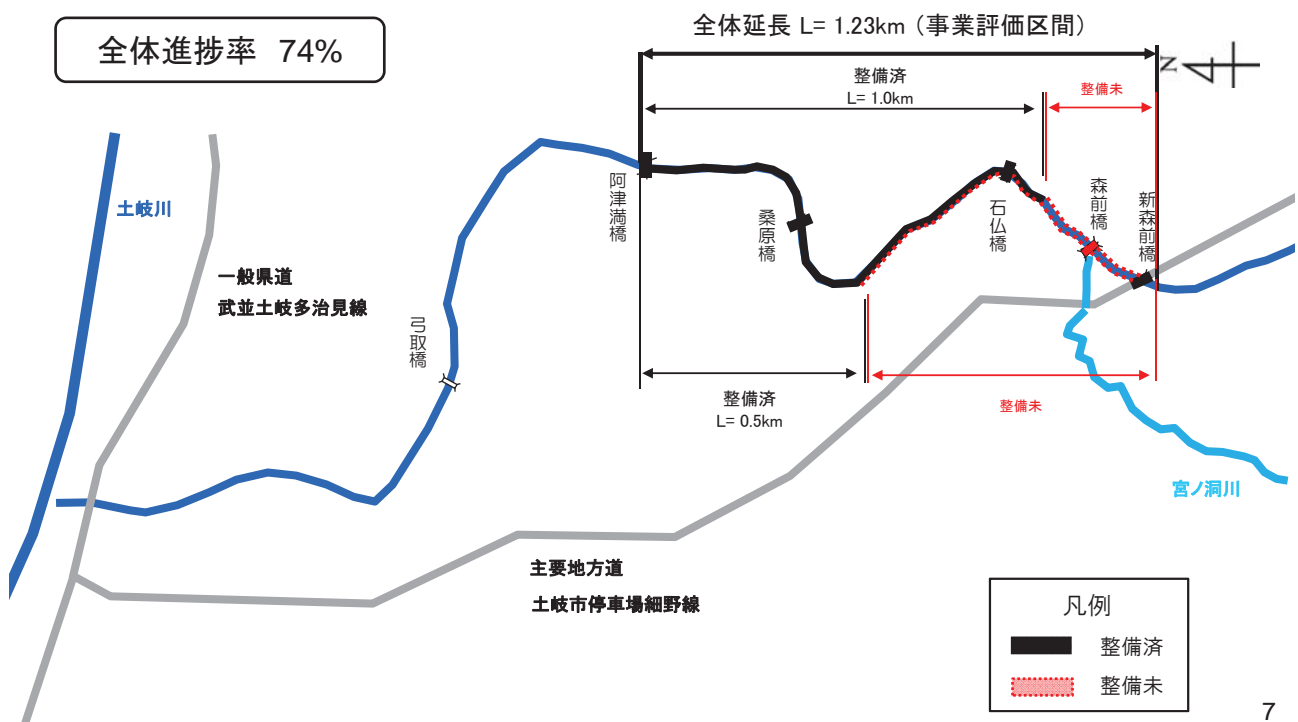 全体進捗率 74%
全体延長 L= 1.23km (事業評価区間)
N
整備済
L= 1.0km
整備未
土岐川
一般県道
武並土岐多治見線
弓取橋
阿津満橋
桑原橋
石仏橋
森前橋
新森前橋
整備済
L= 0.5km
整備未
宮ノ洞川
主要地方道
土岐市停車場細野線
凡例
整備済
整備未
7